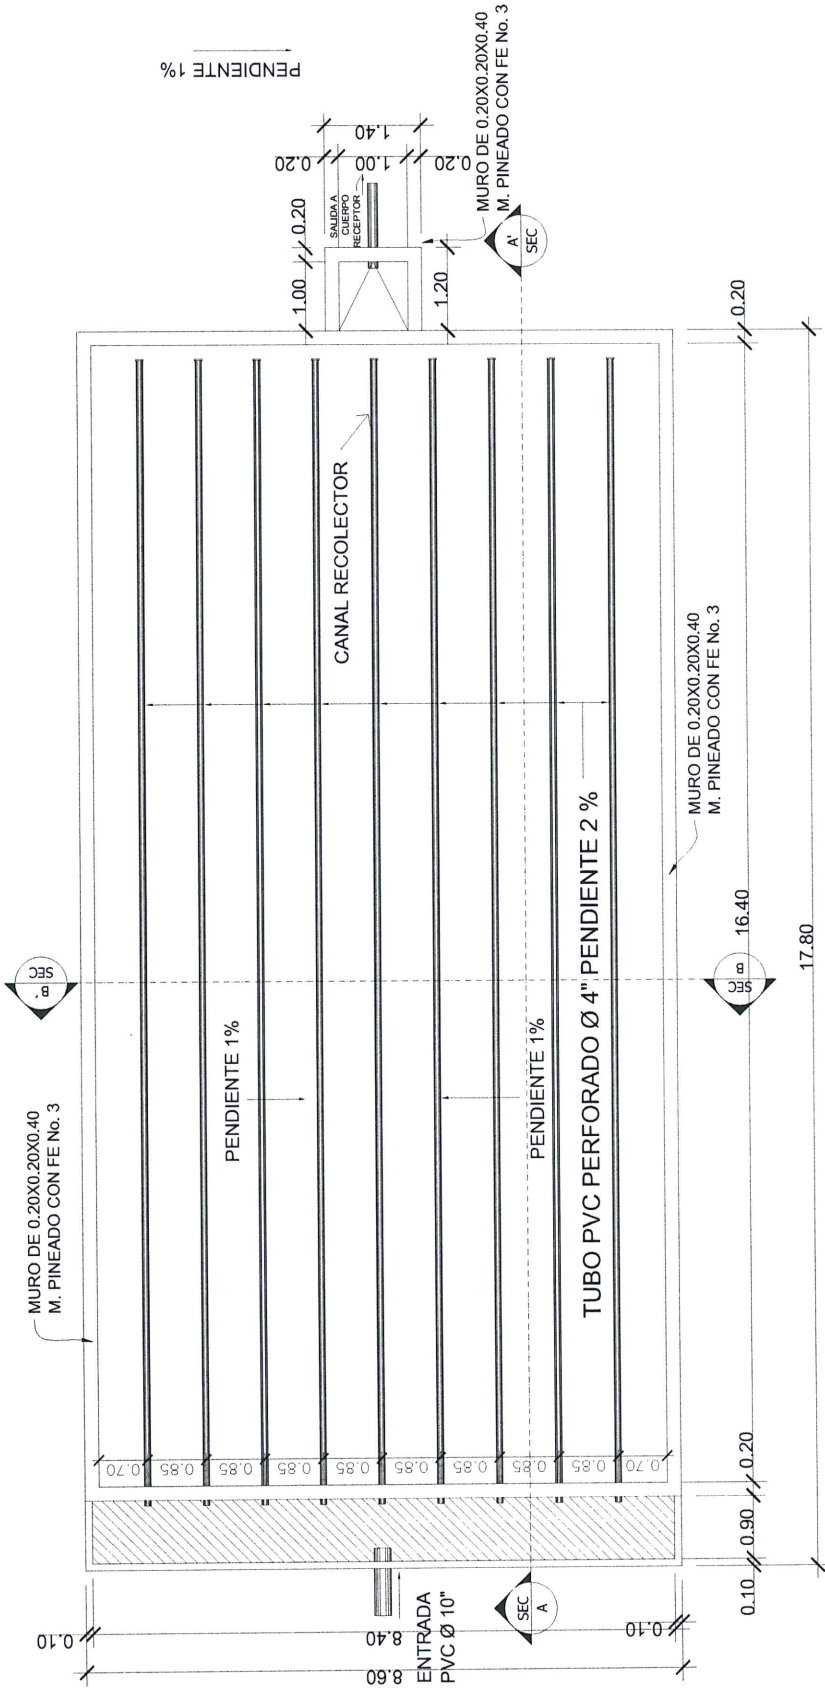 PENDIENTE 1%
MURO DE 0.20X0.20X0.40
M. PINEADO CON FE No. 3
1.40
0.20
1.00
0.20
SALIDA A
CUERPO
RECEPTOR
0.20
1.00
1.20
A'
SEC
0.20
CANAL RECOLECTOR
MURO DE 0.20X0.20X0.40
M. PINEADO CON FE No. 3
16.40
17.80
B'
SEC
SEC
B
PENDIENTE 1%
PENDIENTE 1%
TUBO PVC PERFORADO Ø 4" PENDIENTE 2 %
MURO DE 0.20X0.20X0.40
M. PINEADO CON FE No. 3
0.70
0.85
0.85
0.85
0.85
0.85
0.85
0.85
0.85
0.70
0.20
0.90
0.10
0.10
8.40
0.10
8.60
ENTRADA
PVC Ø 10"
SEC
A